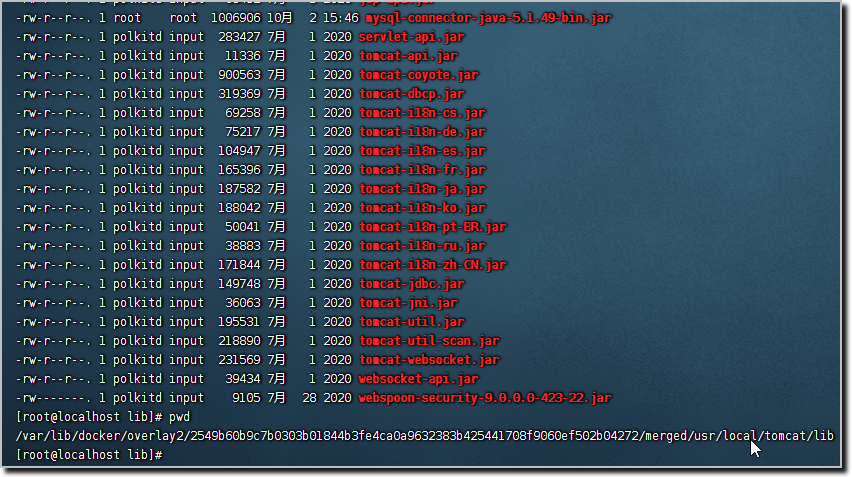 -rw-r--r--. 1 root    root  1006906 10月  2 15:46 mysql-connector-java-5.1.49-bin.jar
-rw-r--r--. 1 polkitd input  283427 7月   1 2020 servlet-api.jar
-rw-r--r--. 1 polkitd input   11336 7月   1 2020 tomcat-api.jar
-rw-r--r--. 1 polkitd input  900563 7月   1 2020 tomcat-coyote.jar
-rw-r--r--. 1 polkitd input  319369 7月   1 2020 tomcat-dbcp.jar
-rw-r--r--. 1 polkitd input   69258 7月   1 2020 tomcat-i18n-cs.jar
-rw-r--r--. 1 polkitd input   75217 7月   1 2020 tomcat-i18n-de.jar
-rw-r--r--. 1 polkitd input  104947 7月   1 2020 tomcat-i18n-es.jar
-rw-r--r--. 1 polkitd input  165396 7月   1 2020 tomcat-i18n-fr.jar
-rw-r--r--. 1 polkitd input  187582 7月   1 2020 tomcat-i18n-ja.jar
-rw-r--r--. 1 polkitd input  188042 7月   1 2020 tomcat-i18n-ko.jar
-rw-r--r--. 1 polkitd input   50041 7月   1 2020 tomcat-i18n-pt-BR.jar
-rw-r--r--. 1 polkitd input   38883 7月   1 2020 tomcat-i18n-ru.jar
-rw-r--r--. 1 polkitd input  171844 7月   1 2020 tomcat-i18n-zh-CN.jar
-rw-r--r--. 1 polkitd input  149748 7月   1 2020 tomcat-jdbc.jar
-rw-r--r--. 1 polkitd input   36063 7月   1 2020 tomcat-jni.jar
-rw-r--r--. 1 polkitd input  195531 7月   1 2020 tomcat-util.jar
-rw-r--r--. 1 polkitd input  218890 7月   1 2020 tomcat-util-scan.jar
-rw-r--r--. 1 polkitd input  231569 7月   1 2020 tomcat-websocket.jar
-rw-r--r--. 1 polkitd input   39434 7月   1 2020 websocket-api.jar
-rw-------. 1 polkitd input    9105 7月  28 2020 webspoon-security-9.0.0.0-423-22.jar
[root@localhost lib]# pwd
/var/lib/docker/overlay2/2549b60b9c7b0303b01844b3fe4ca0a9632383b425441708f9060ef502b04272/merged/usr/local/tomcat/lib
[root@localhost lib]#